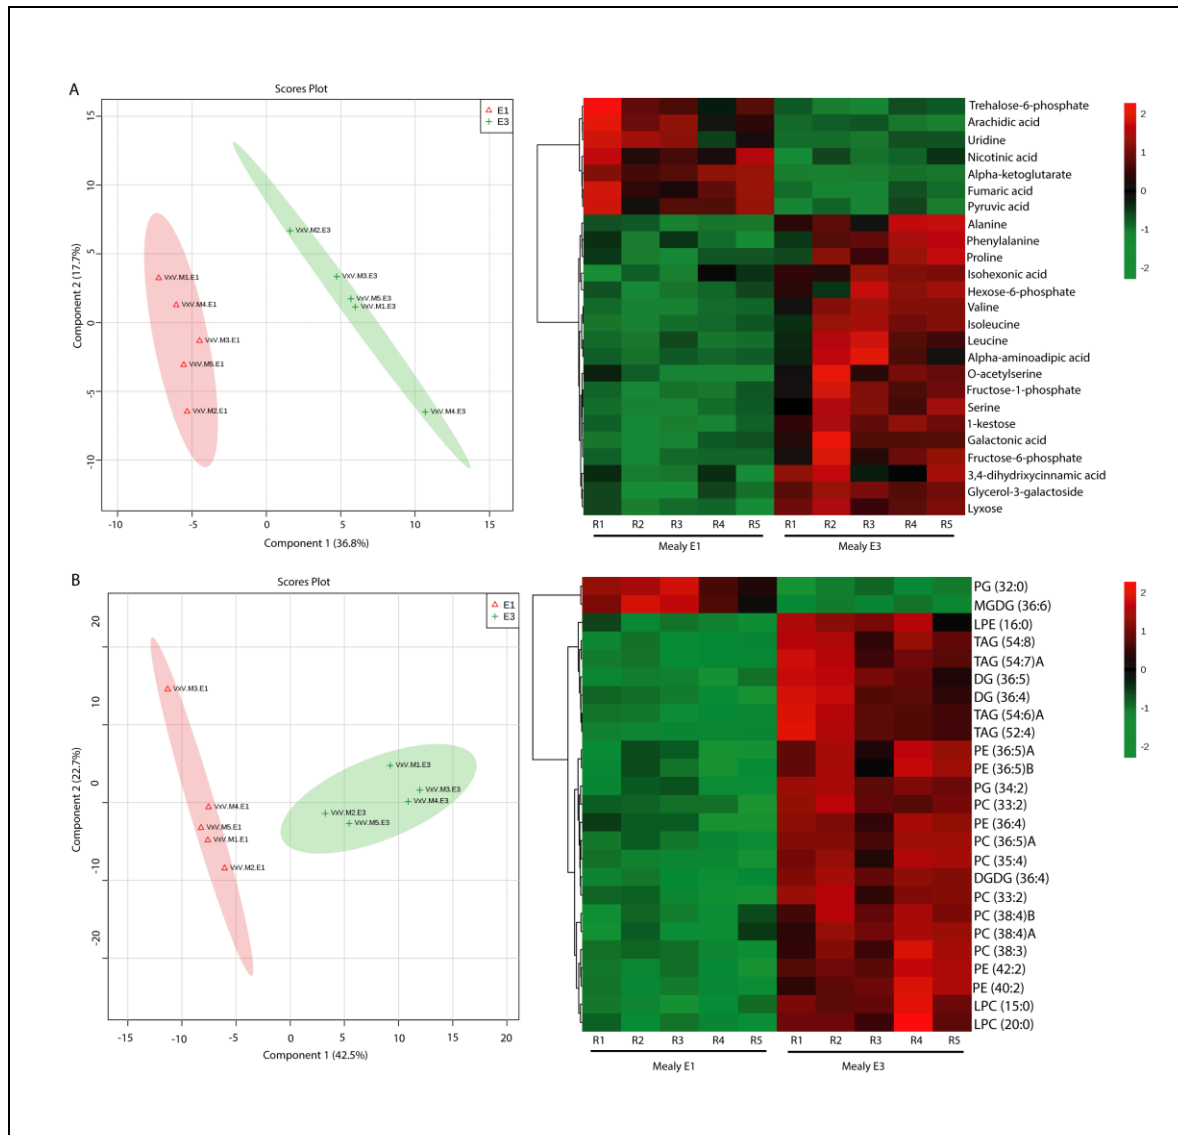 A
Scores Plot
E1
E3
15
10
5
0
-5
-10
Component 2 (17.7%)
VxV.M2.E3
VxV.M3.E3
VxV.M5.E3
VxV.M1.E3
VxV.M4.E3
VxV.M1.E1
VxV.M4.E1
VxV.M3.E1
VxV.M5.E1
VxV.M2.E1
-10 -5 0 5 10 15
Component 1 (36.8%)
Trehalose-6-phosphate
Arachidic acid
Uridine
Nicotinic acid
Alpha-ketoglutarate
Fumaric acid
Pyruvic acid
Alanine
Phenylalanine
Proline
Isohexonic acid
Hexose-6-phosphate
Valine
Isoleucine
Leucine
Alpha-aminoadipic acid
O-acetylserine
Fructose-1-phosphate
Serine
1-kestose
Galactonic acid
Fructose-6-phosphate
3,4-dihydrixycinnamic acid
Glycerol-3-galactoside
Lyxose
R1 R2 R3 R4 R5 R1 R2 R3 R4 R5
Mealy E1 Mealy E3
2
1
0
-1
-2
B
Scores Plot
E1
E3
20
10
0
-10
-20
Component 2 (22.7%)
VxV.M3.E1
VxV.M4.E1
VxV.M5.E1
VxV.M1.E1
VxV.M2.E1
VxV.M1.E3
VxV.M3.E3
VxV.M4.E3
VxV.M2.E3
VxV.M5.E3
-15 -10 -5 0 5 10 15 20
Component 1 (42.5%)
PG (32:0)
MGDG (36:6)
LPE (16:0)
TAG (54:8)
TAG (54:7)A
DG (36:5)
DG (36:4)
TAG (54:6)A
TAG (52:4)
PE (36:5)A
PE (36:5)B
PG (34:2)
PC (33:2)
PE (36:4)
PC (36:5)A
PC (35:4)
DGDG (36:4)
PC (33:2)
PC (38:4)B
PC (38:4)A
PC (38:3)
PE (42:2)
PE (40:2)
LPC (15:0)
LPC (20:0)
R1 R2 R3 R4 R5 R1 R2 R3 R4 R5
Mealy E1 Mealy E3
2
1
0
-1
-2